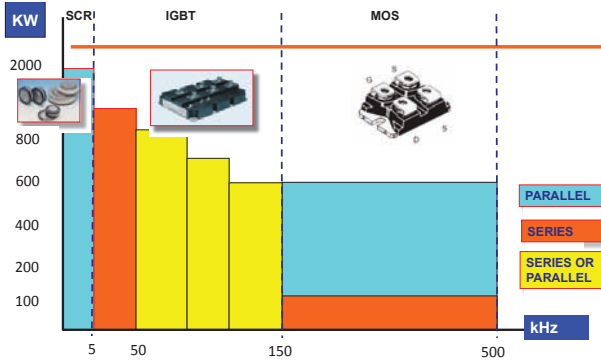 KW
SCR
IGBT
MOS
2000
800
600
400
200
100
G
S
S
D
PARALLEL
SERIES
SERIES OR
PARALLEL
kHz
5
50
150
500